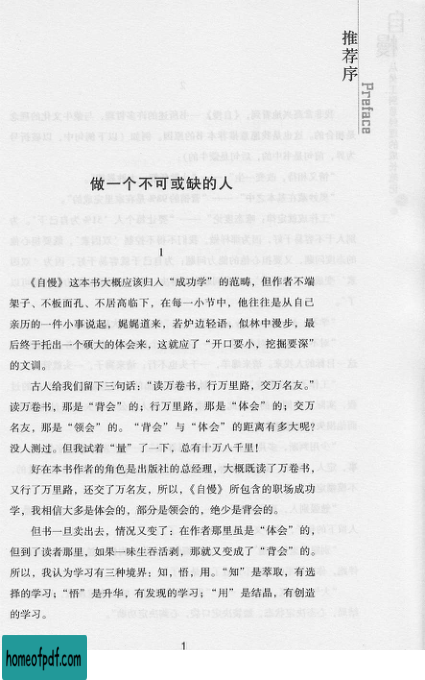 推荐序
Preface
做一个不可或缺的人
I
《自慢》这本书大概应该归人“成功学”的范畴，但作者不端
架子、不板面孔、不居高临下，在每一小节中，他往往是从自己
亲历的一件小事说起，娓娓道来，若炉边轻语，似林中漫步，最
后终于托出一个硕大的体会来，这就应了“开口要小，挖掘要深”
的文训。
古人给我们留下三句话：“读万卷书，行万里路，交万名友。”
读万卷书，那是“背会”的；行万里路，那是“体会”的；交万
名友，那是“领会”的。“背会”与“体会”的距离有多大呢？
没人测过。但我试着“量”了一下，总有十万八千里！
好在本书作者的角色是出版社的总经理，大概既读了万卷书，
又行了万里路，还交了万名友，所以，《自慢》所包含的职场成功
学，我相信大多是体会的，部分是领会的，绝少是背会的。
但书一旦卖出去，情况又变了：在作者那里虽是“体会”的，
但到了读者那里，如果一味生吞活剥，那就又变成了“背会”的。
所以，我认为学习有三种境界：知，悟，用。“知”是萃取，有选
择的学习；“悟”是升华，有发现的学习；“用”是结晶，有创造
的学习。
1
homeofpdf.com